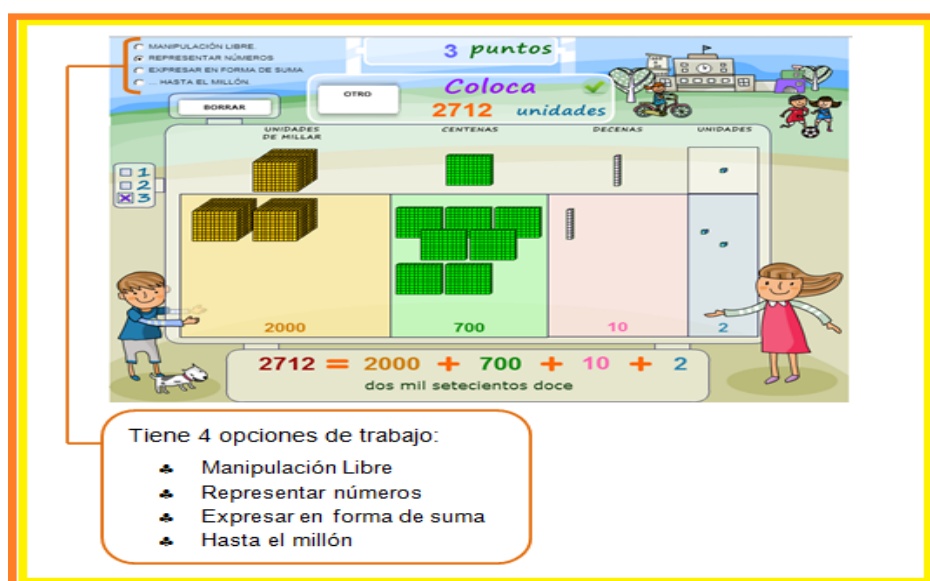 MANIPULACIÓN LIBRE.
REPRESENTAR NÚMEROS
EXPRESAR EN FORMA DE SUMA
... HASTA EL MILLÓN
3 puntos
BORRAR
OTRO
Coloca
2712 unidades
UNIDADES DE MILLAR
CENTENAS
DECENAS
UNIDADES
1
2
3
2000
700
10
2
2712 = 2000 + 700 + 10 + 2
dos mil setecientos doce
Tiene 4 opciones de trabajo:
♣ Manipulación Libre
♣ Representar números
♣ Expresar en forma de suma
♣ Hasta el millón